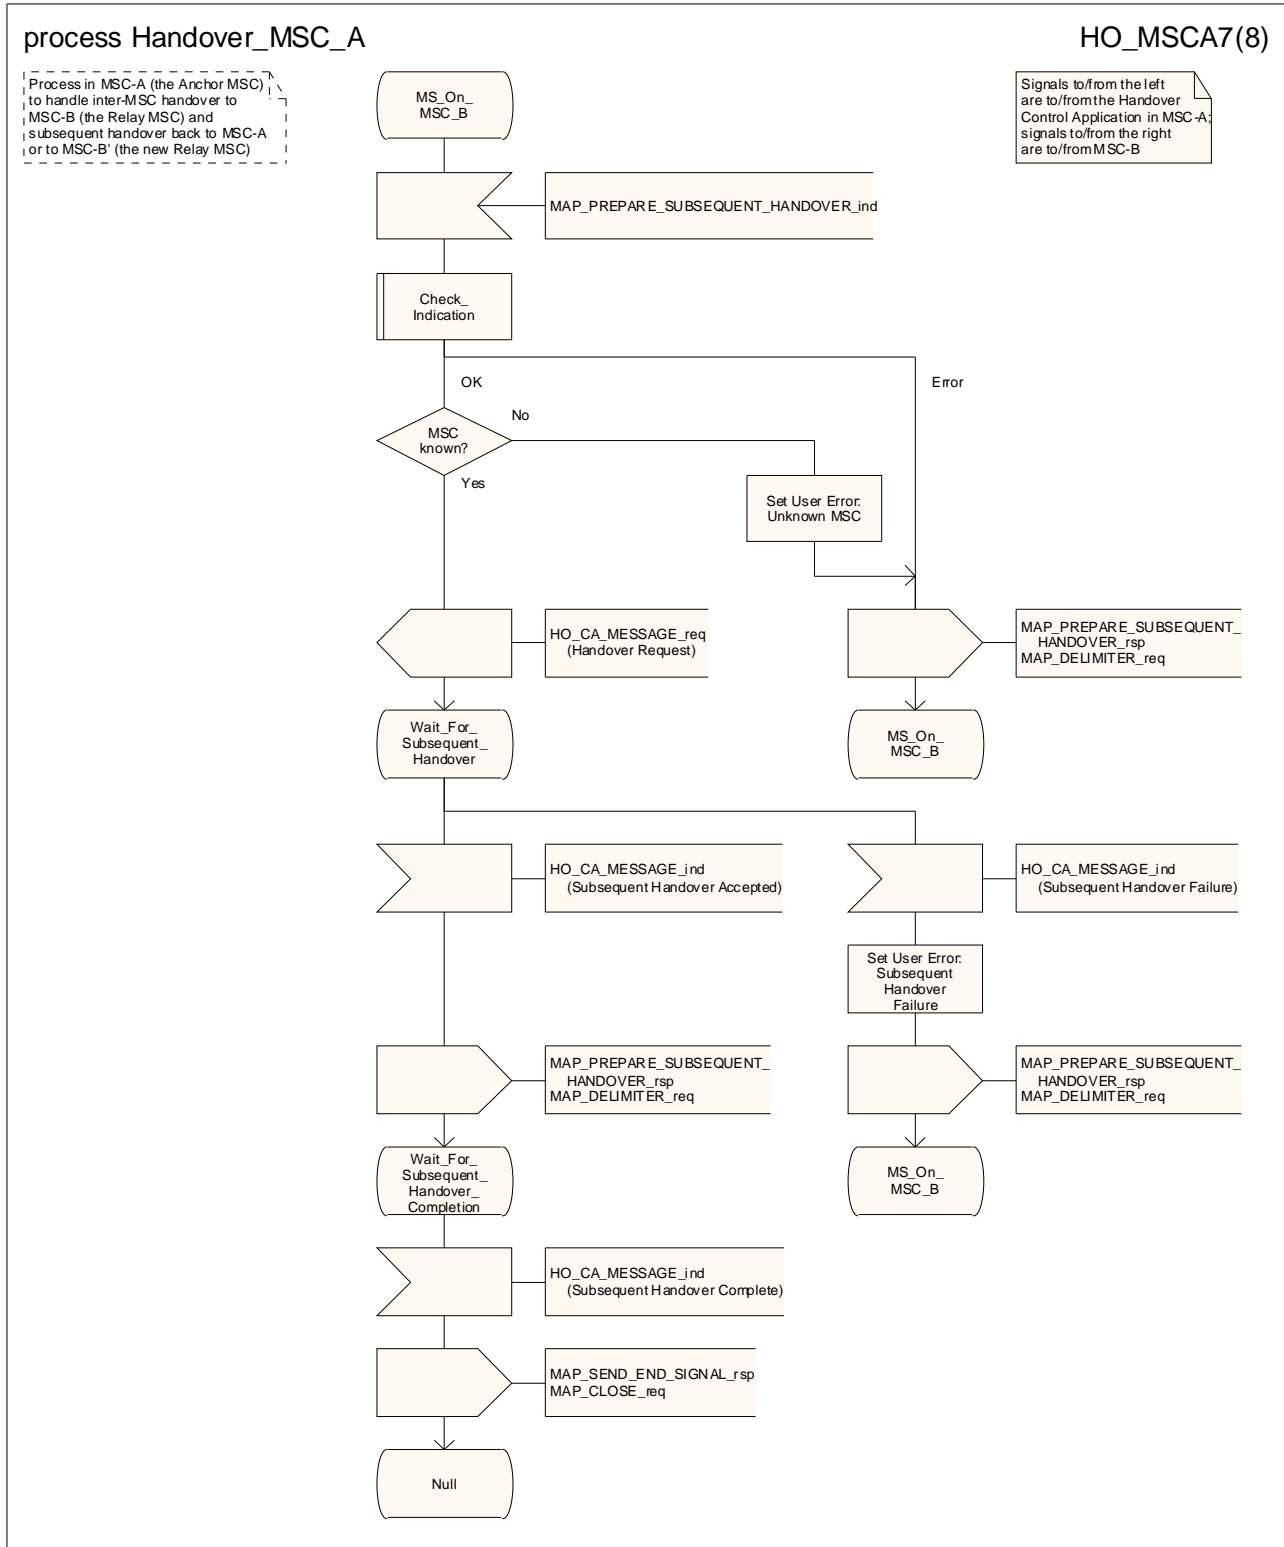 process Handover_MSC_A
HO_MSCA7(8)
Process in MSC-A (the Anchor MSC)
to handle inter-MSC handover to
MSC-B (the Relay MSC) and
subsequent handover back to MSC-A
or to MSC-B' (the new Relay MSC)
MS_On_
MSC_B
Signals to/from the left
are to/from the Handover
Control Application in MSC-A;
signals to/from the right
are to/from MSC-B
MAP_PREPARE_SUBSEQUENT_HANDOVER_ind
Check_
Indication
OK
Error
MSC
known?
No
Yes
Set User Error:
Unknown MSC
HO_CA_MESSAGE_req
(Handover Request)
MAP_PREPARE_SUBSEQUENT_
HANDOVER_rsp
MAP_DELIMITER_req
Wait_For_
Subsequent_
Handover
MS_On_
MSC_B
HO_CA_MESSAGE_ind
(Subsequent Handover Accepted)
HO_CA_MESSAGE_ind
(Subsequent Handover Failure)
Set User Error:
Subsequent
Handover
Failure
MAP_PREPARE_SUBSEQUENT_
HANDOVER_rsp
MAP_DELIMITER_req
MAP_PREPARE_SUBSEQUENT_
HANDOVER_rsp
MAP_DELIMITER_req
Wait_For_
Subsequent_
Handover_
Completion
MS_On_
MSC_B
HO_CA_MESSAGE_ind
(Subsequent Handover Complete)
MAP_SEND_END_SIGNAL_rsp
MAP_CLOSE_req
Null